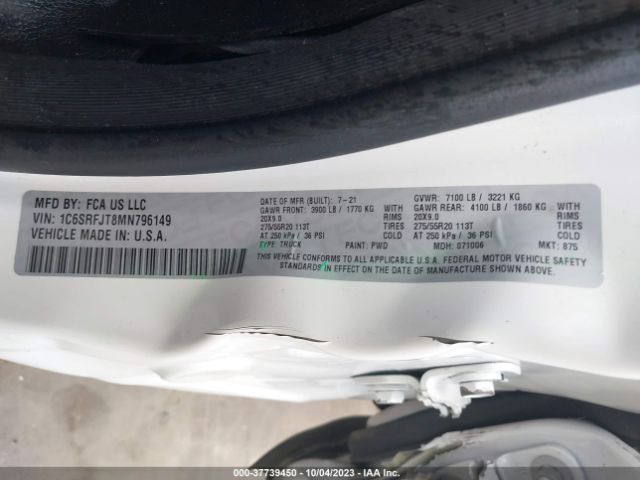 MFD BY: FCA US LLC
VIN: 1C6SRFJT8MN796149
VEHICLE MADE IN: U.S.A.
DATE OF MFR (BUILT): 7-21 GVWR: 7100 LB / 3221 KG
GAWR FRONT: 3900 LB / 1770 KG GAWR REAR: 4100 LB / 1860 KG
20X9.0 RIMS 20X9.0 RIMS
275/55R20 113T TIRES 275/55R20 113T TIRES
AT 250 kPa / 36 PSI COLD AT 250 kPa / 36 PSI COLD
TYPE: TRUCK PAINT: PWD MDH: 071006 MKT: 875
THIS VEHICLE CONFORMS TO ALL APPLICABLE U.S.A. FEDERAL MOTOR VEHICLE SAFETY
STANDARDS IN EFFECT ON THE DATE OF MANUFACTURE SHOWN ABOVE.
000-37739450 - 10/04/2023 - IAA Inc.